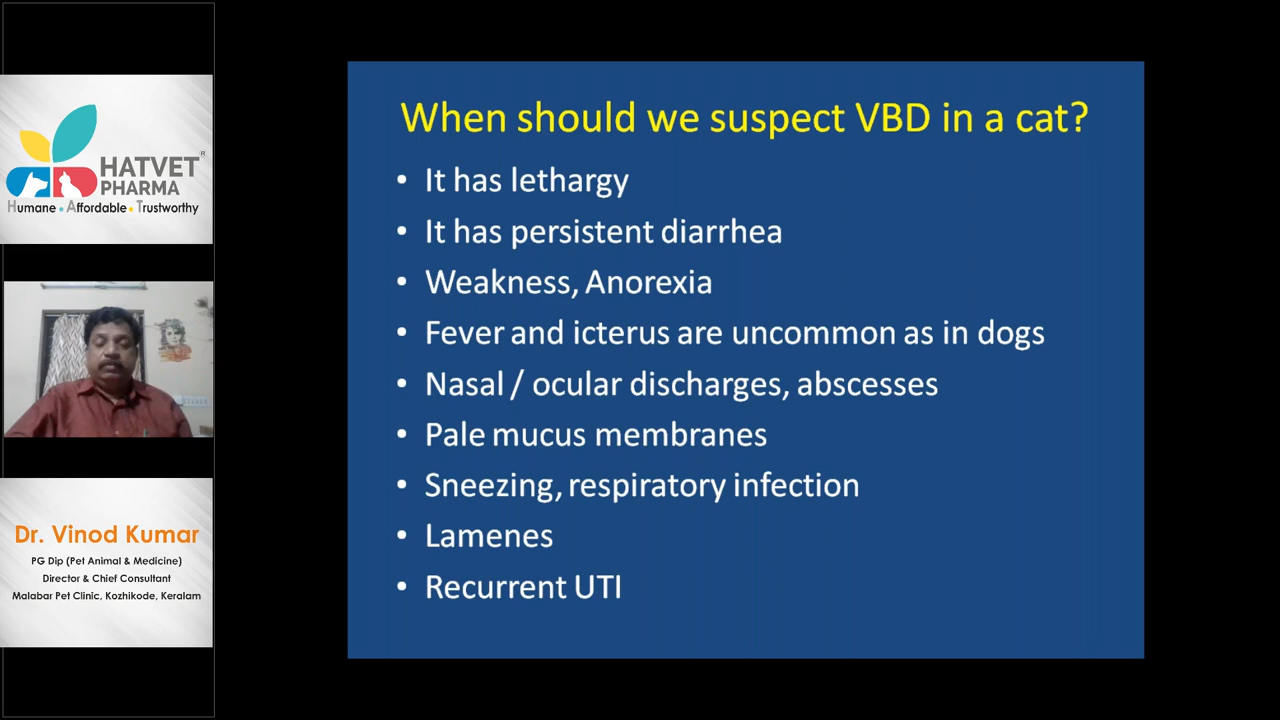 HATVET®
PHARMA
Humane • Affordable • Trustworthy
Dr. Vinod Kumar
PG Dip (Pet Animal & Medicine)
Director & Chief Consultant
Malabar Pet Clinic, Kozhikode, Keralam
When should we suspect VBD in a cat?
• It has lethargy
• It has persistent diarrhea
• Weakness, Anorexia
• Fever and icterus are uncommon as in dogs
• Nasal / ocular discharges, abscesses
• Pale mucus membranes
• Sneezing, respiratory infection
• Lamenes
• Recurrent UTI